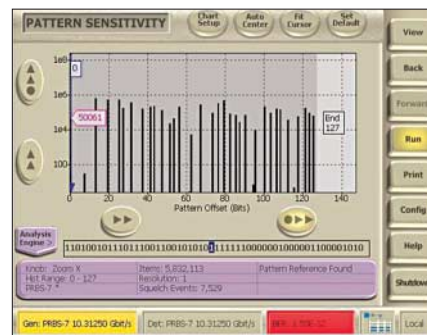 PATTERN SENSITIVITY
Chart Setup
Auto Center
Fit Cursor
Set Default
View
Back
Forward
Run
Print
Config
Help
Shutdown
1e8
1e6
1e4
100
0
50061
End
127
0 20 40 60 80 100 120 140
Pattern Offset (Bits)
Analysis Engine >
Knob: Zoom X
Hist Range: 0 - 127
PRBS-7 *
Items: 5,832,113
Resolution: 1
Squelch Events: 7,529
Pattern Reference Found
Gen: PRBS-7 10.31250 Gbit/s
Det: PRBS-7 10.31250 Gbit/s
Local